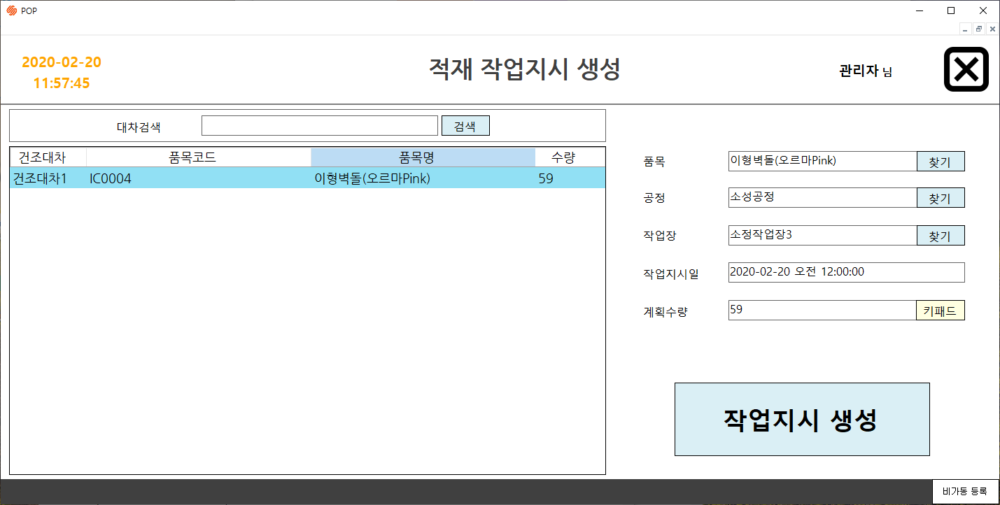 POP
2020-02-20
11:57:45
적재 작업지시 생성
관리자 님
대차검색
검색
건조대차 품목코드 품목명 수량
건조대차1 IC0004 이형벽돌(오르마Pink) 59
품목 이형벽돌(오르마Pink) 찾기
공정 소성공정 찾기
작업장 소정작업장3 찾기
작업지시일 2020-02-20 오전 12:00:00
계획수량 59 키패드
작업지시 생성
비가동 등록